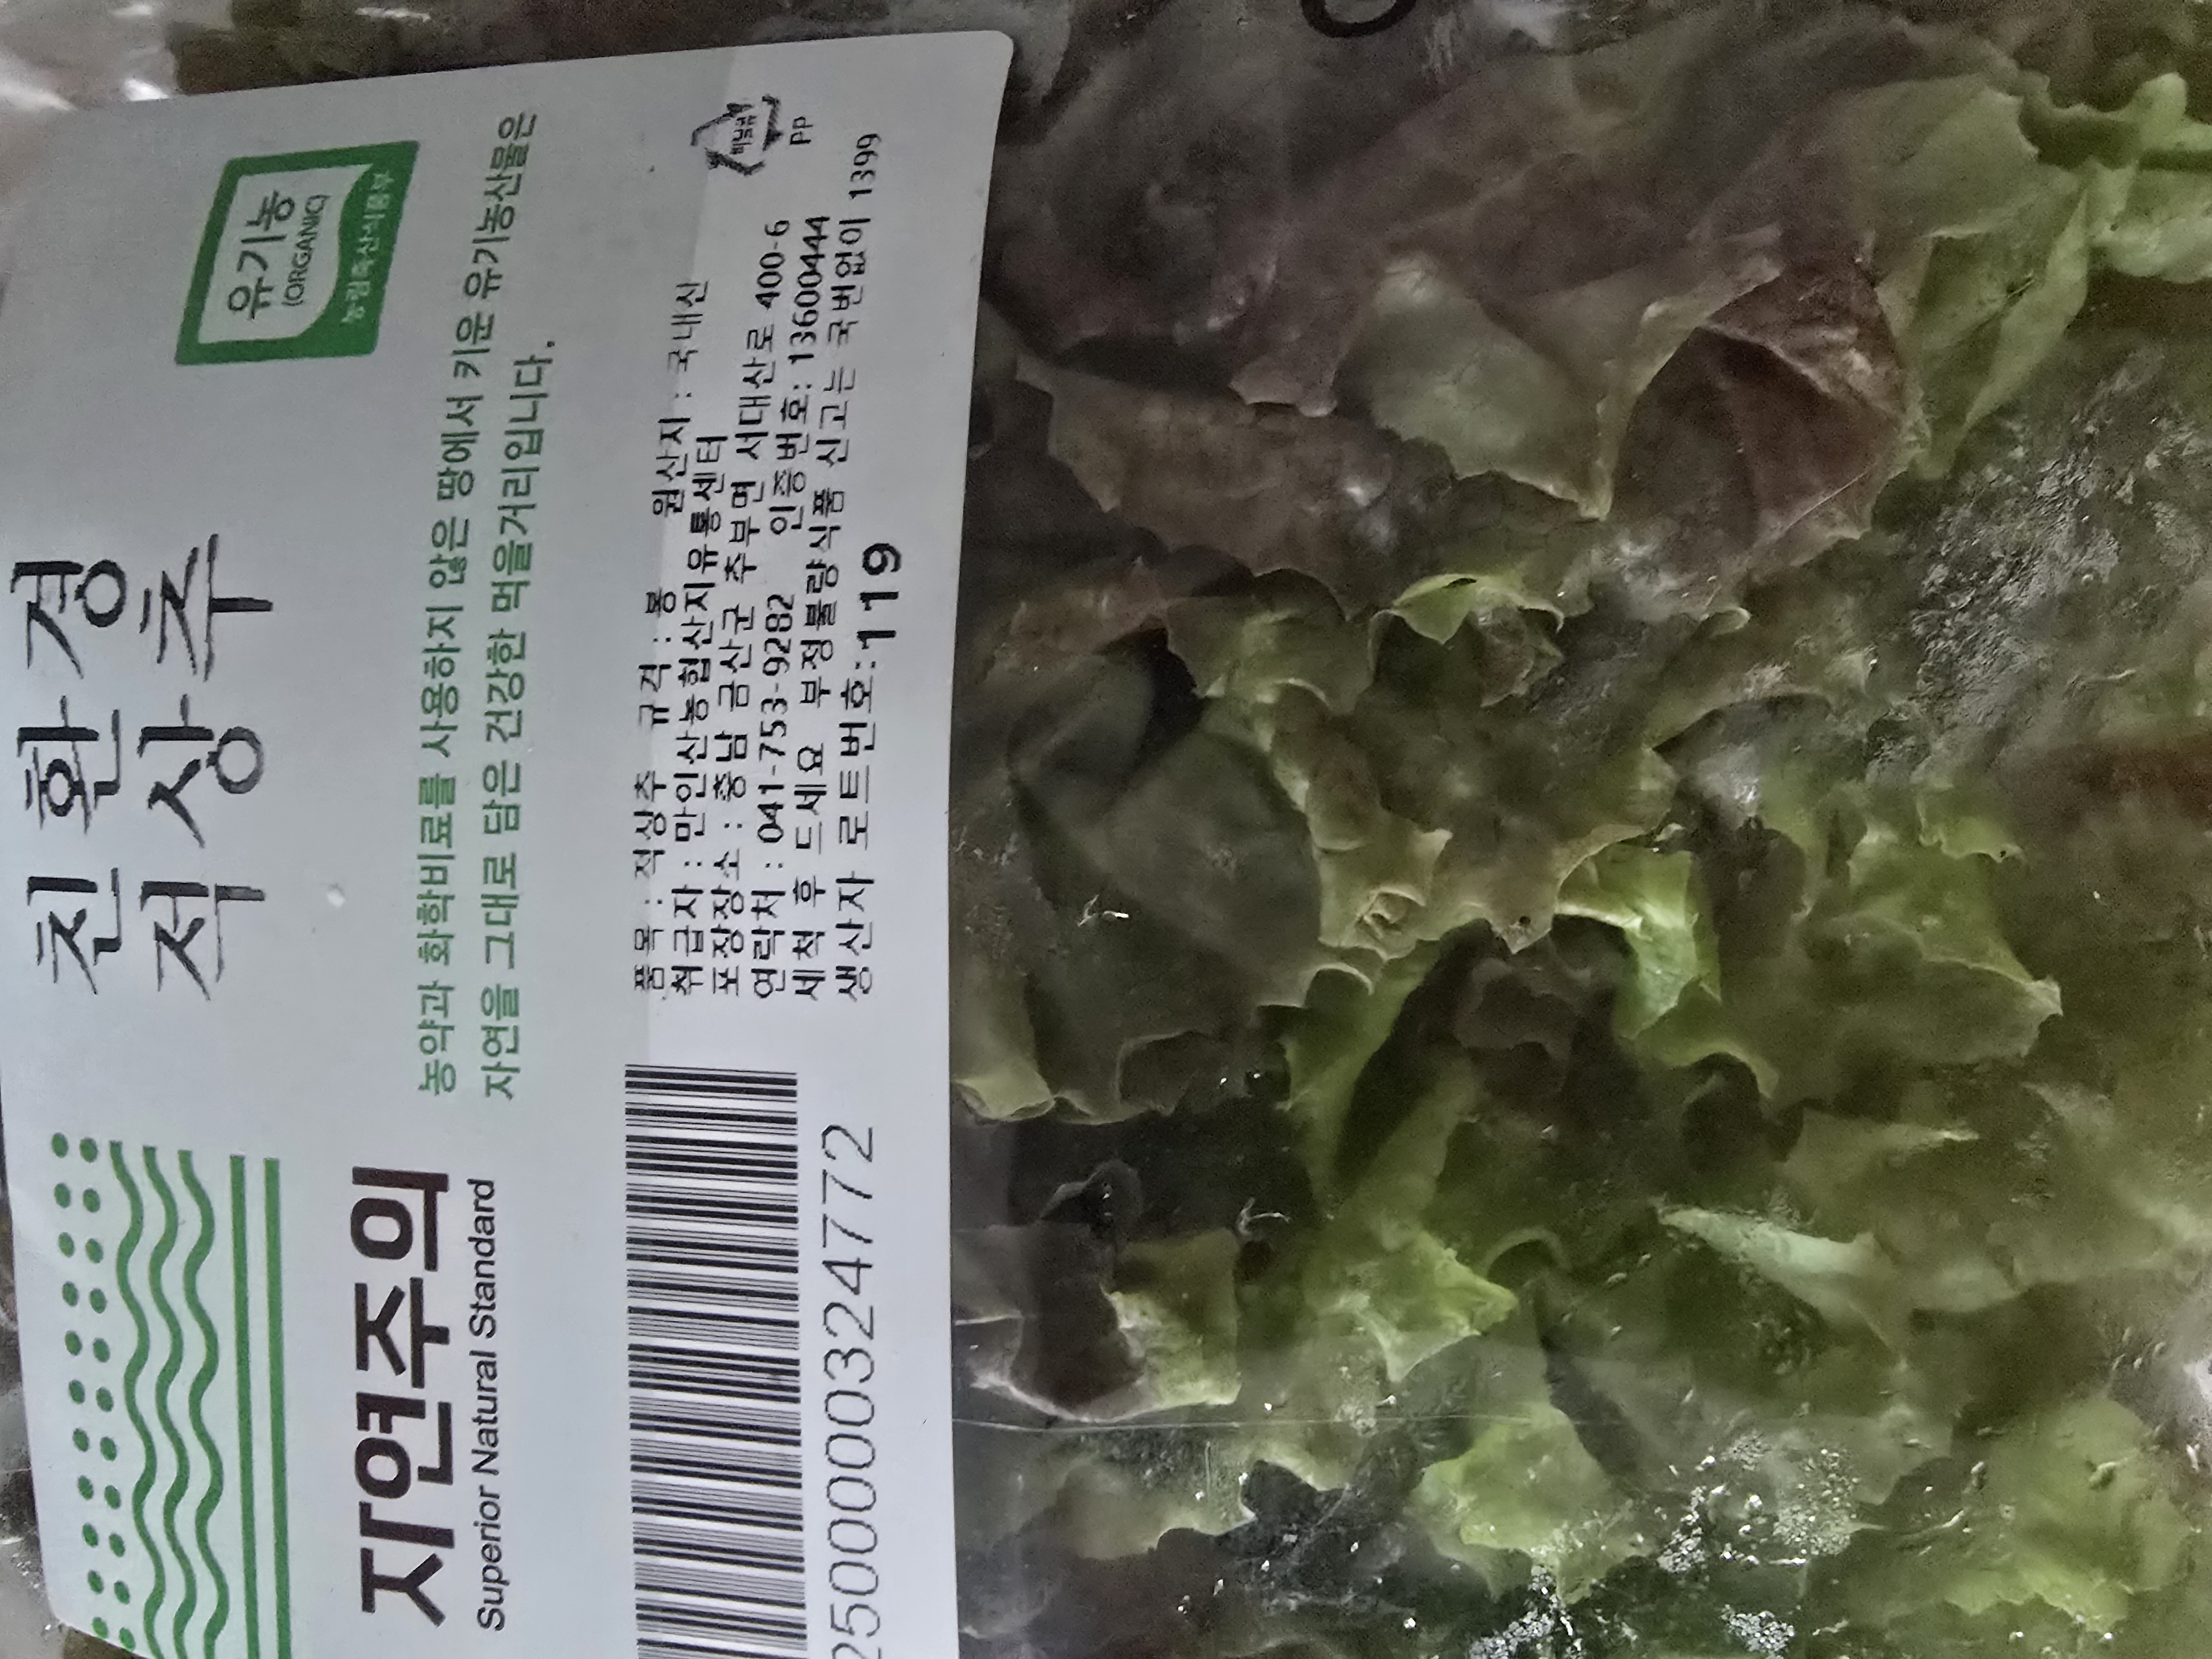 자연주의
Superior Natural Standard
친 환 경
적 상 추
유기농
(ORGANIC)
농림축산식품부
농약과 화학비료를 사용하지 않은 땅에서 키운 유기농산물은
자연을 그대로 담은 건강한 먹을거리입니다.
품 목 : 적상추 규격 : 봉 원산지 : 국내산
취급자 : 만인산농협산지유통센터
포장장소 : 충남 금산군 추부면 서대산로 400-6
연락처 : 041-753-9282 인증번호: 13600444
세척 후 드세요 부정불량식품 신고는 국번없이 1399
생산자 로트번호:119
비닐류
PP
2500000324772